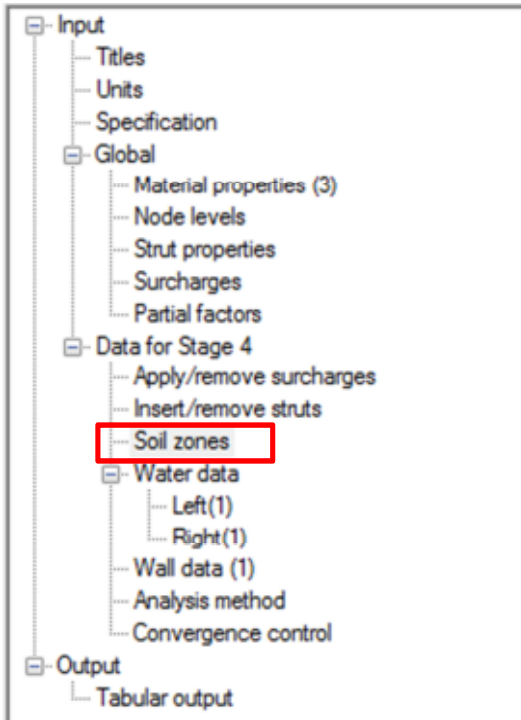 Input
Titles
Units
Specification
Global
Material properties (3)
Node levels
Strut properties
Surcharges
Partial factors
Data for Stage 4
Apply/remove surcharges
Insert/remove struts
Soil zones
Water data
Left(1)
Right(1)
Wall data (1)
Analysis method
Convergence control
Output
Tabular output